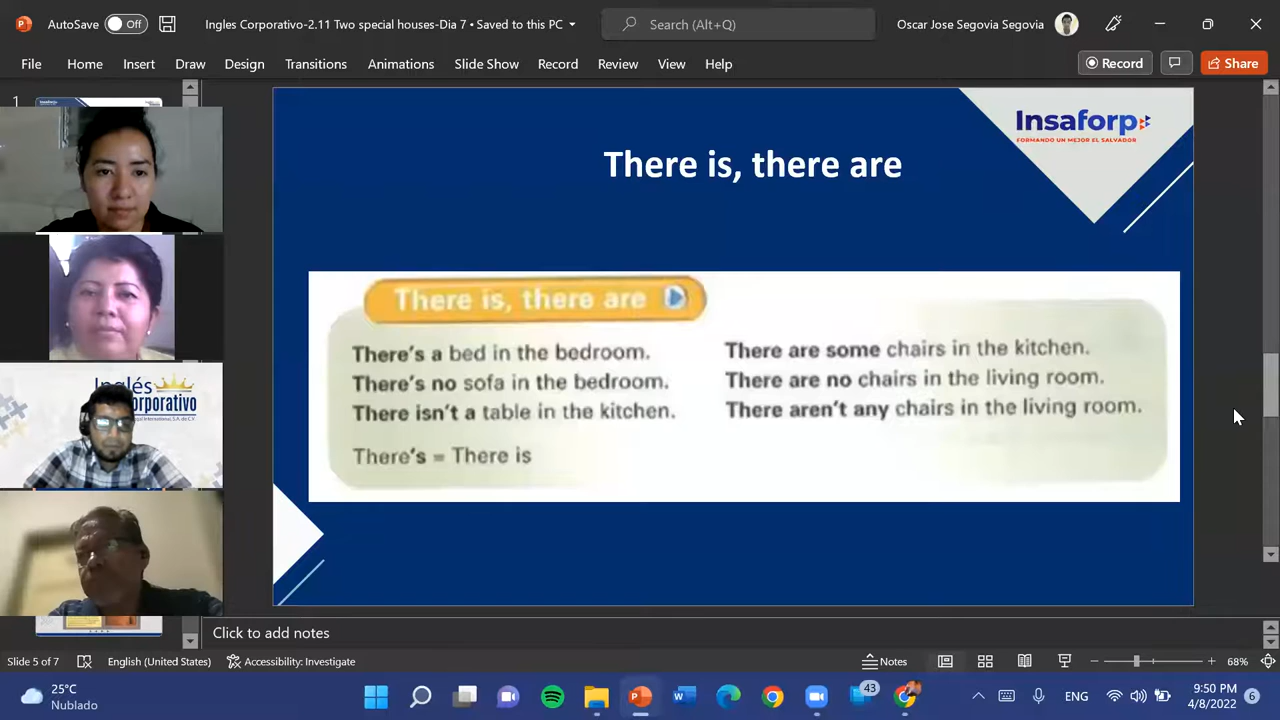 AutoSave Off Ingles Corporativo-2.11 Two special houses-Dia 7 • Saved to this PC Search (Alt+Q) Oscar Jose Segovia Segovia
File Home Insert Draw Design Transitions Animations Slide Show Record Review View Help Record Share
1
Insaforp
FORMANDO UN MEJOR EL SALVADOR
There is, there are
There is, there are
There's a bed in the bedroom.
There's no sofa in the bedroom.
There isn't a table in the kitchen.
There's = There is
There are some chairs in the kitchen.
There are no chairs in the living room.
There aren't any chairs in the living room.
Inglés
Corporativo
Click to add notes
Slide 5 of 7 English (United States) Accessibility: Investigate Notes 68%
25°C
Nublado
43
ENG
9:50 PM
4/8/2022
6